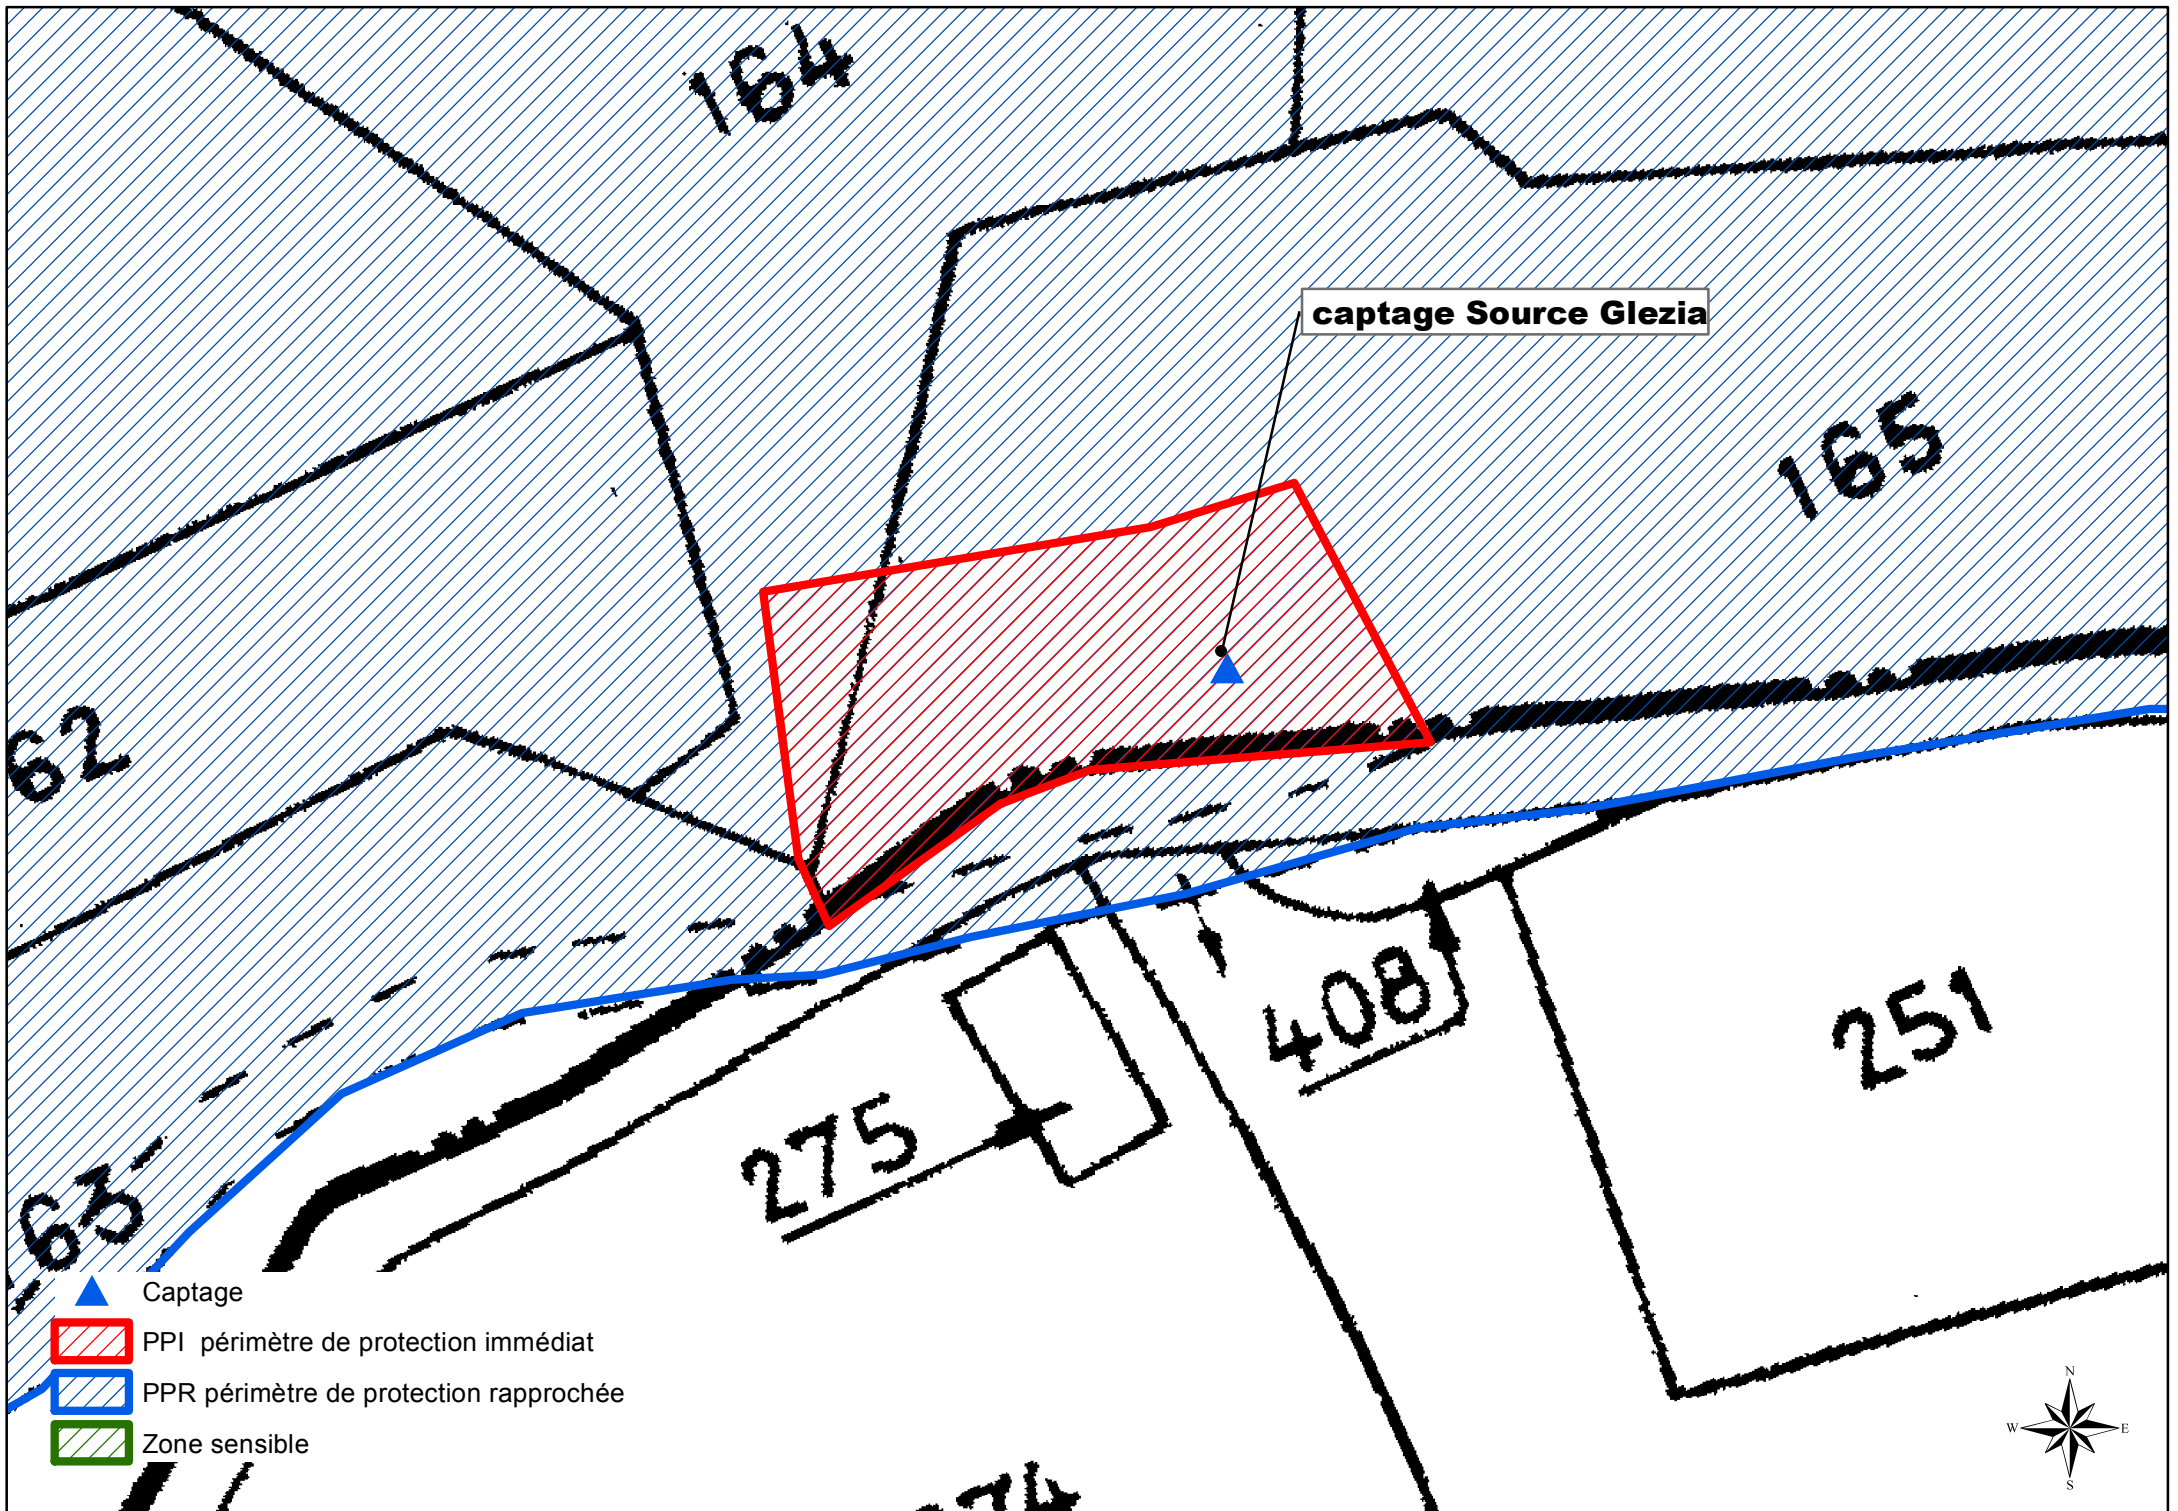 164
captage Source Glezia
165
62
408
251
275
63
Captage
PPI périmètre de protection immédiat
PPR périmètre de protection rapprochée
Zone sensible
N
W
E
S
74